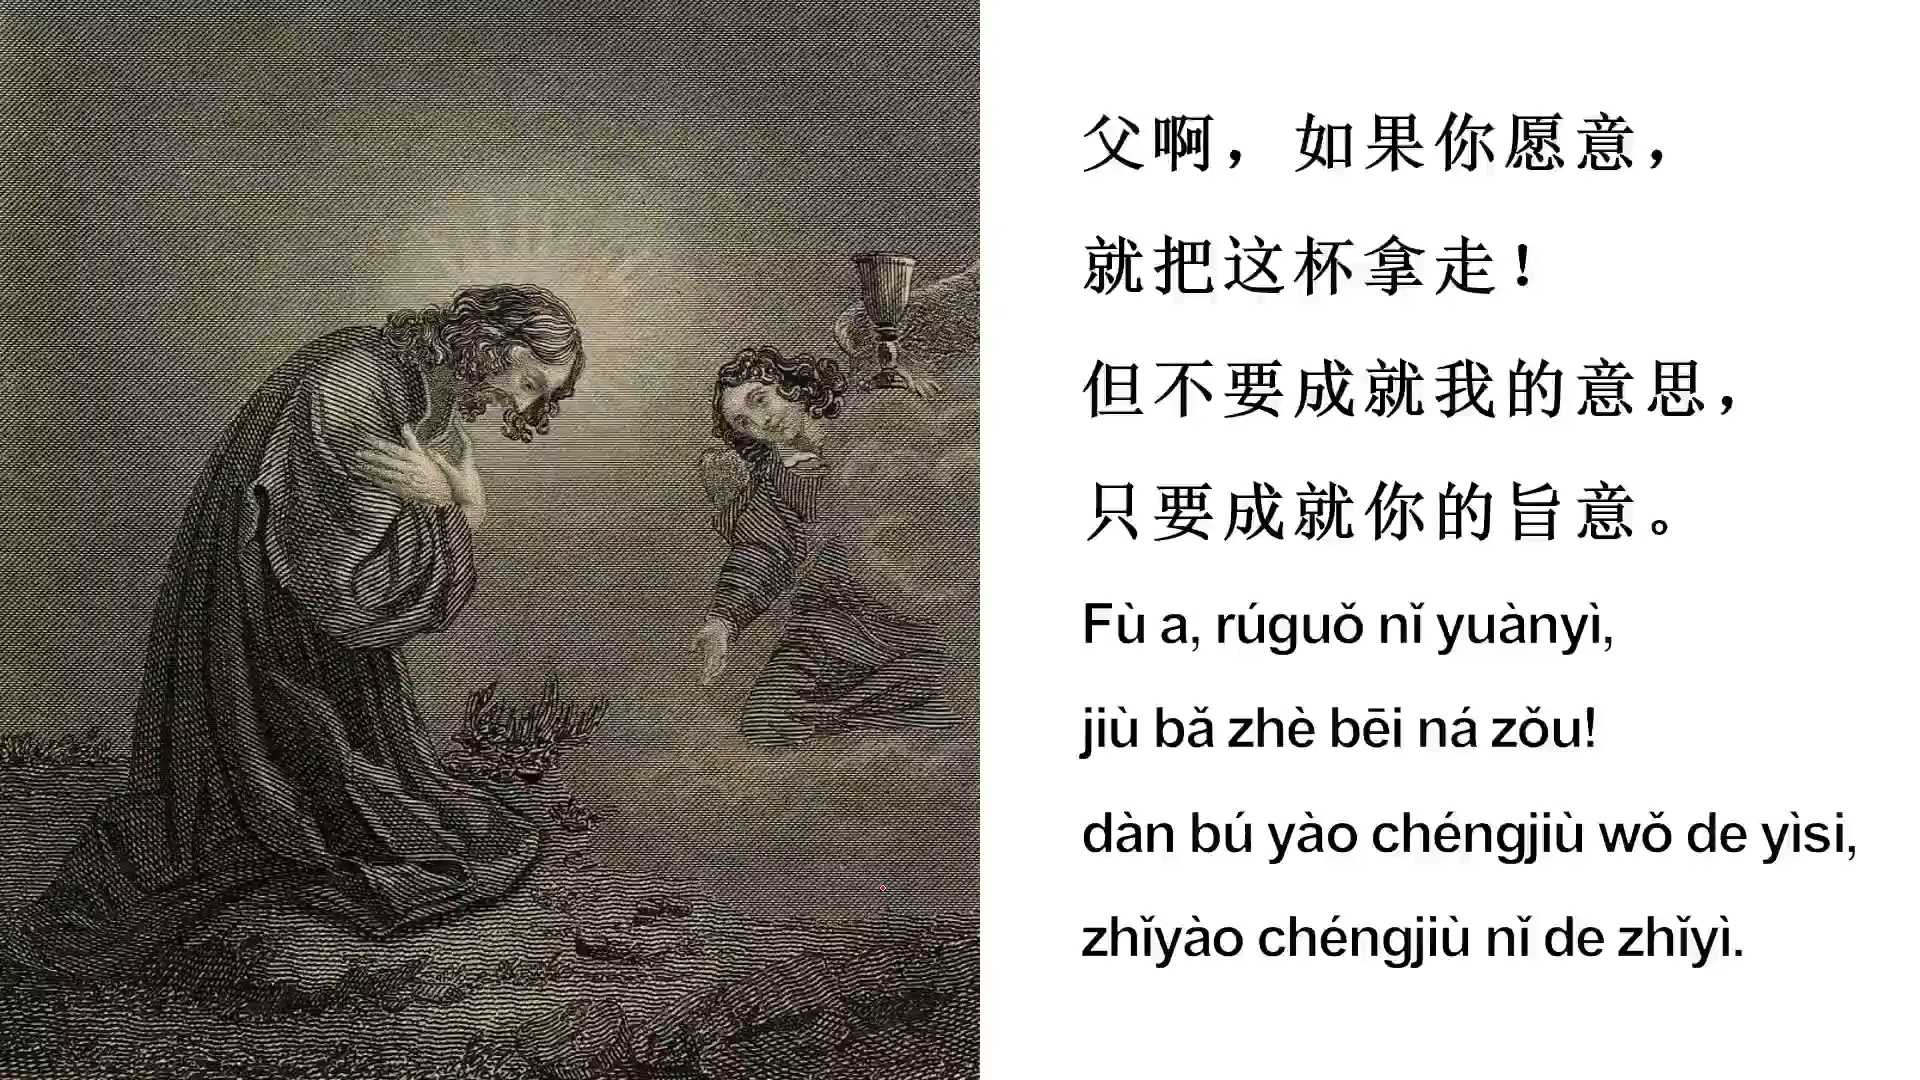 父啊，如果你愿意，
就把这杯拿走！
但不要成就我的意思，
只要成就你的旨意。
Fù a, rúguǒ nǐ yuànyì,
jiù bǎ zhè bēi ná zǒu!
dàn bú yào chéngjiù wǒ de yìsi,
zhǐyào chéngjiù nǐ de zhǐyì.